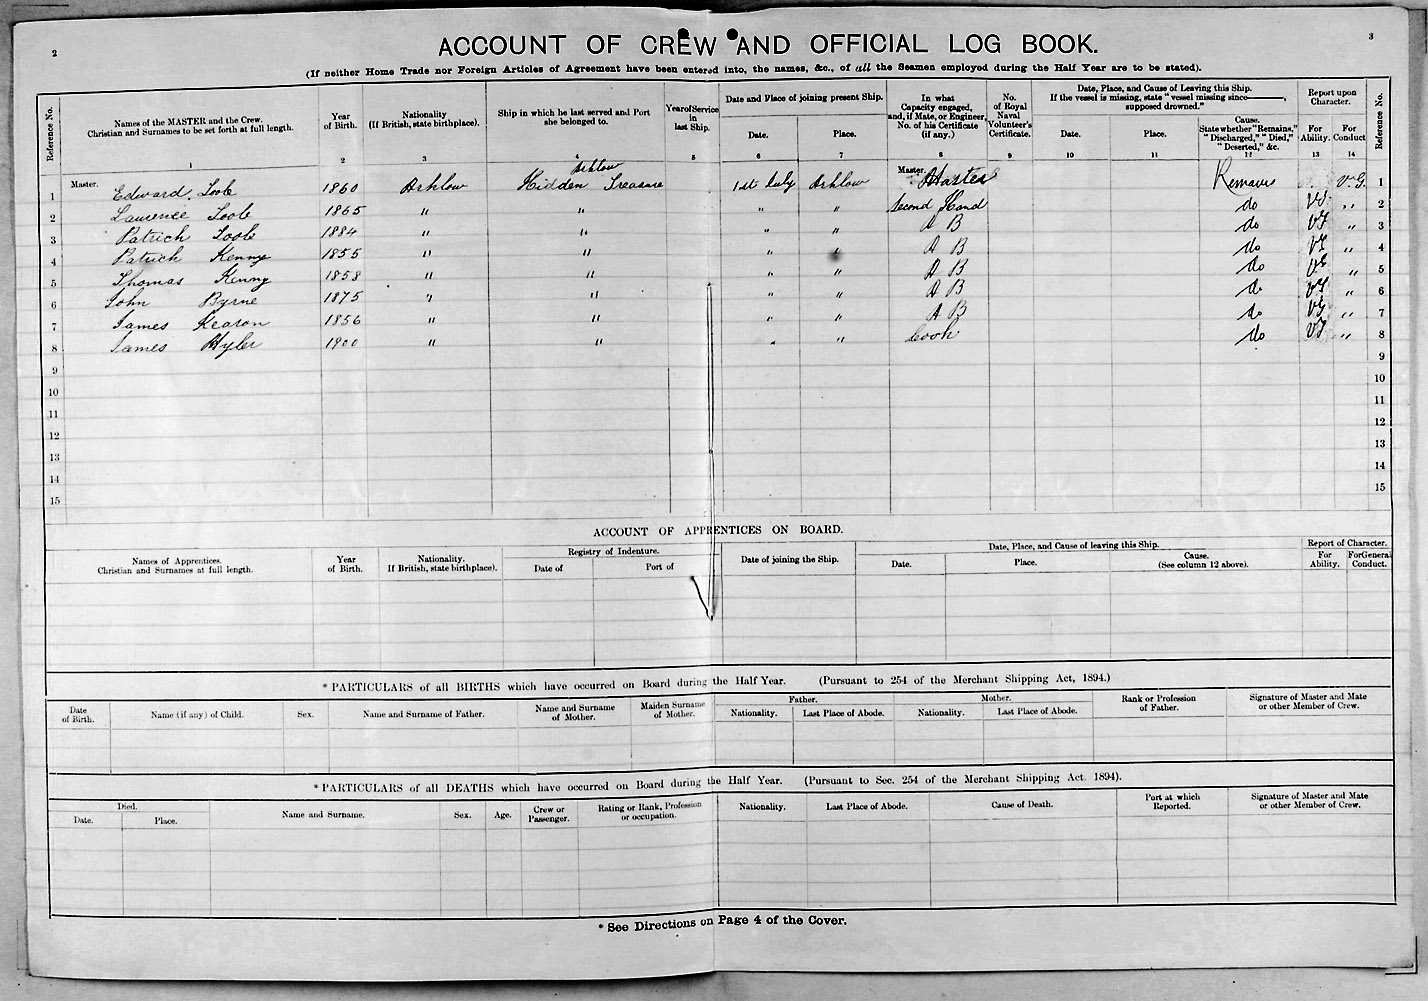 2
3
ACCOUNT OF CREW AND OFFICIAL LOG BOOK.
(If neither Home Trade nor Foreign Articles of Agreement have been entered into, the names, &c., of all the Seamen employed during the Half Year are to be stated).
Reference No. | Names of the MASTER and the Crew. Christian and Surnames to be set forth at full length. | Year of Birth. | Nationality (If British, state birthplace). | Ship in which he last served and Port she belonged to. | Year of Service in last Ship. | Date and Place of joining present Ship. | In what Capacity engaged, and, if Mate, or Engineer, No. of his Certificate (if any.) | No. of Royal Naval Volunteer's Certificate. | Date, Place, and Cause of Leaving this Ship. If the vessel is missing, state "vessel missing since———, supposed drowned." | Report upon Character. | Reference No.
Date. | Place. | Date. | Place. | Cause. State whether "Remains," "Discharged," "Died," "Deserted," &c. | For Ability. | For Conduct
1 2 3 4 5 6 7 8 9 10 11 12 13 14
Arklow
1 Master. Edward Toole 1860 Arklow Hidden Treasure 1st July Arklow Master. Master Remains V.G. 1
2 Laurence Toole 1865 " " " " Second Hand do VG " 2
3 Patrick Toole 1884 " " " " A B do VG " 3
4 Patrick Kenny 1855 " " " " A B do VG " 4
5 Thomas Kenny 1858 " " " " A B do VG " 5
6 John Byrne 1875 " " " " A B do VG " 6
7 James Kearon 1856 " " " " A B do VG " 7
8 James 1900 " " " " Cook do VG " 8
9 9
10 10
11 11
12 12
13 13
14 14
15 15
ACCOUNT OF APPRENTICES ON BOARD.
Names of Apprentices. Christian and Surnames at full length. | Year of Birth. | Nationality. If British, state birthplace). | Registry of Indenture. | Date of joining the Ship. | Date, Place, and Cause of leaving this Ship. | Report of Character.
Date of | Port of | Date. | Place. | Cause. (See column 12 above). | For Ability. | For General Conduct.
* PARTICULARS of all BIRTHS which have occurred on Board during the Half Year. (Pursuant to 254 of the Merchant Shipping Act, 1894.)
Date of Birth. | Name (if any) of Child. | Sex. | Name and Surname of Father. | Name and Surname of Mother. | Maiden Surname of Mother. | Father. | Mother. | Rank or Profession of Father. | Signature of Master and Mate or other Member of Crew.
Nationality. | Last Place of Abode. | Nationality. | Last Place of Abode.
* PARTICULARS of all DEATHS which have occurred on Board during the Half Year. (Pursuant to Sec. 254 of the Merchant Shipping Act. 1894).
Died. | Name and Surname. | Sex. | Age. | Crew or Passenger. | Rating or Rank, Profession or occupation. | Nationality. | Last Place of Abode. | Cause of Death. | Port at which Reported. | Signature of Master and Mate or other Member of Crew.
Date. | Place.
* See Directions on Page 4 of the Cover.